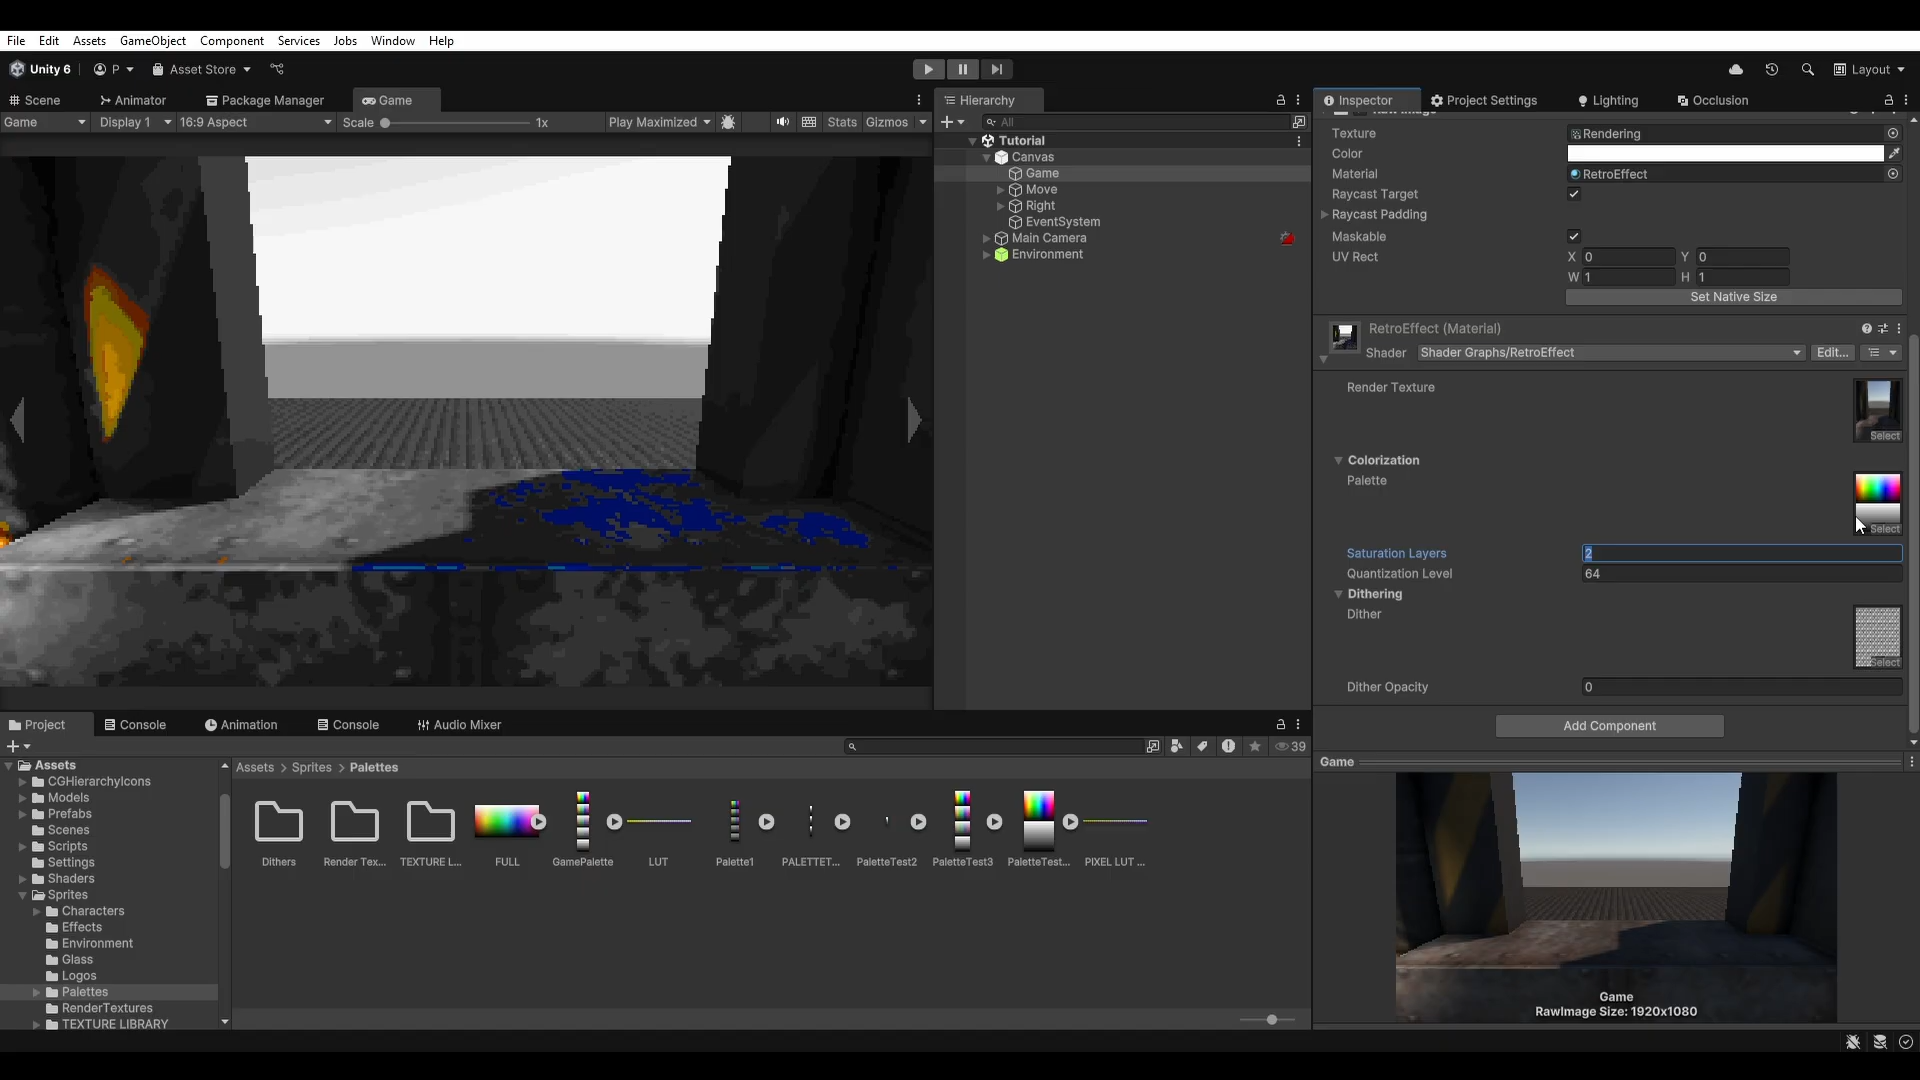 File Edit Assets GameObject Component Services Jobs Window Help
Unity 6 P Asset Store Layout
Scene Animator Package Manager Game
Game Display 1 16:9 Aspect Scale 1x Play Maximized Stats Gizmos
Hierarchy
All
Tutorial
Canvas
Game
Move
Right
EventSystem
Main Camera
Environment
Inspector Project Settings Lighting Occlusion
Texture Rendering
Color
Material RetroEffect
Raycast Target
Raycast Padding
Maskable
UV Rect X 0 Y 0
W 1 H 1
Set Native Size
RetroEffect (Material)
Shader Shader Graphs/RetroEffect Edit...
Render Texture
Select
Colorization
Palette
Select
Saturation Layers 2
Quantization Level 64
Dithering
Dither
Select
Dither Opacity 0
Add Component
Game
Game
RawImage Size: 1920x1080
Project Console Animation Console Audio Mixer
39
Assets
CGHierarchyIcons
Models
Prefabs
Scenes
Scripts
Settings
Shaders
Sprites
Characters
Effects
Environment
Glass
Logos
Palettes
RenderTextures
TEXTURE LIBRARY
Assets > Sprites > Palettes
Dithers Render Tex... TEXTURE L... FULL GamePalette LUT Palette1 PALETTET... PaletteTest2 PaletteTest3 PaletteTest... PIXEL LUT ...